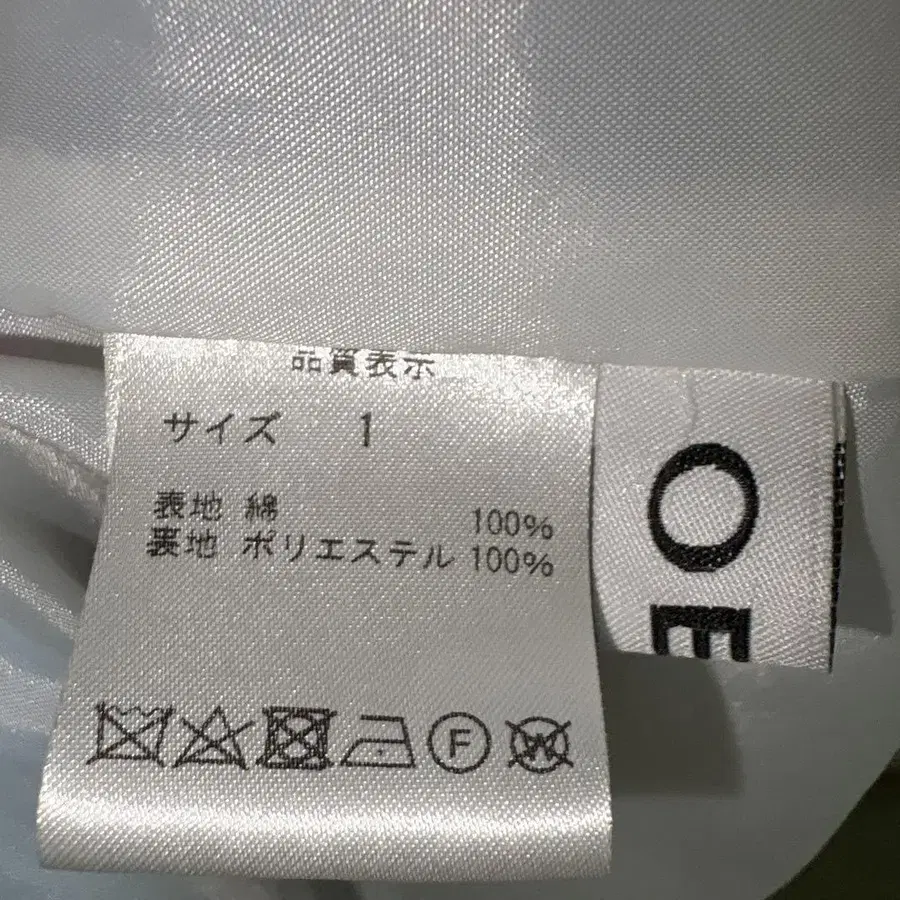 品質表示
サイズ 1
表地 綿 100%
裏地 ポリエステル 100%
F
W
OE